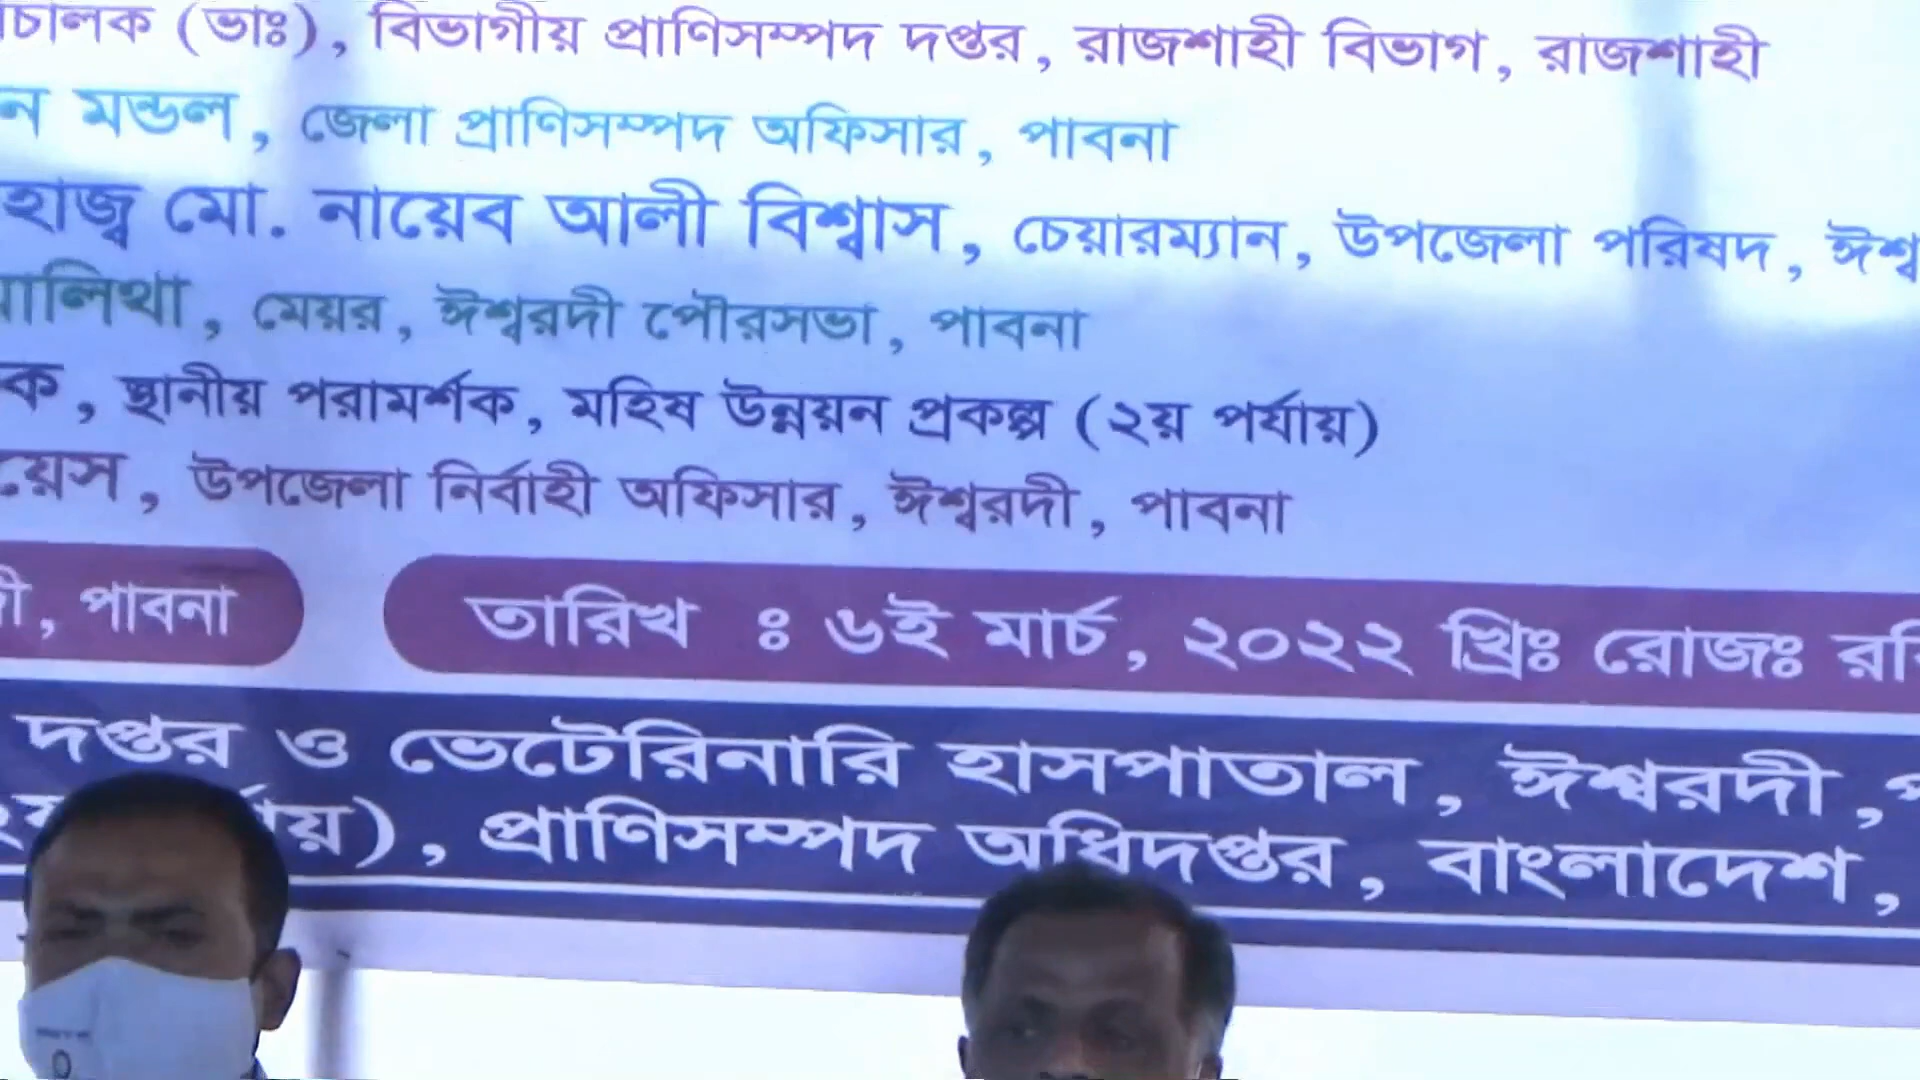 চালক (ভাঃ), বিভাগীয় প্রাণিসম্পদ দপ্তর, রাজশাহী বিভাগ, রাজশাহী
ন মন্ডল, জেলা প্রাণিসম্পদ অফিসার, পাবনা
হাজ্ব মো. নায়েব আলী বিশ্বাস, চেয়ারম্যান, উপজেলা পরিষদ, ঈশ্ব
মালিথা, মেয়র, ঈশ্বরদী পৌরসভা, পাবনা
ক, স্থানীয় পরামর্শক, মহিষ উন্নয়ন প্রকল্প (২য় পর্যায়)
য়েস, উপজেলা নির্বাহী অফিসার, ঈশ্বরদী, পাবনা
দী, পাবনা
তারিখ ঃ ৬ই মার্চ, ২০২২ খ্রিঃ রোজঃ রবি
দপ্তর ও ভেটেরিনারি হাসপাতাল, ঈশ্বরদী,
র্যায়), প্রাণিসম্পদ অধিদপ্তর, বাংলাদেশ,